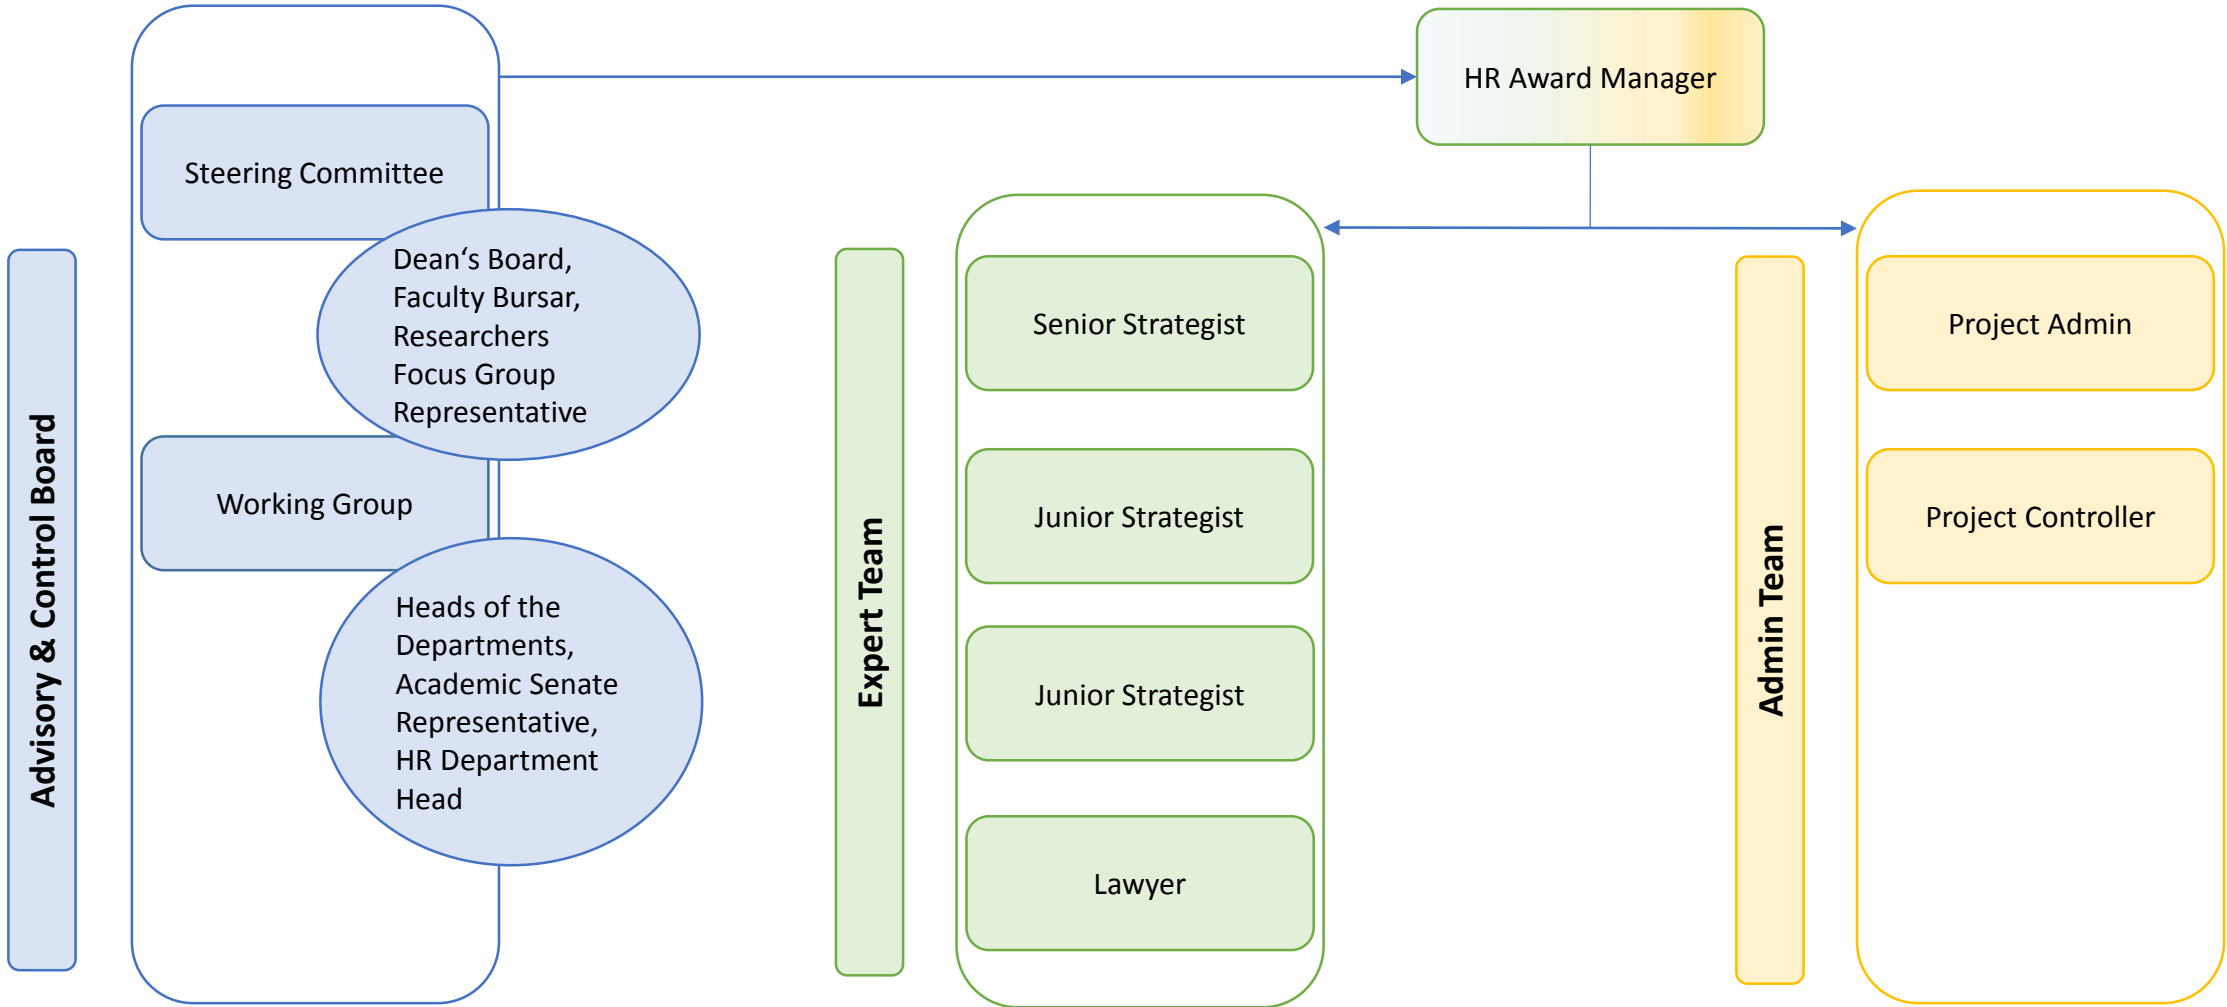 HR Award Manager
Advisory & Control Board
Steering Committee
Dean‘s Board,
Faculty Bursar,
Researchers
Focus Group
Representative
Working Group
Heads of the
Departments,
Academic Senate
Representative,
HR Department
Head
Expert Team
Senior Strategist
Junior Strategist
Junior Strategist
Lawyer
Admin Team
Project Admin
Project Controller